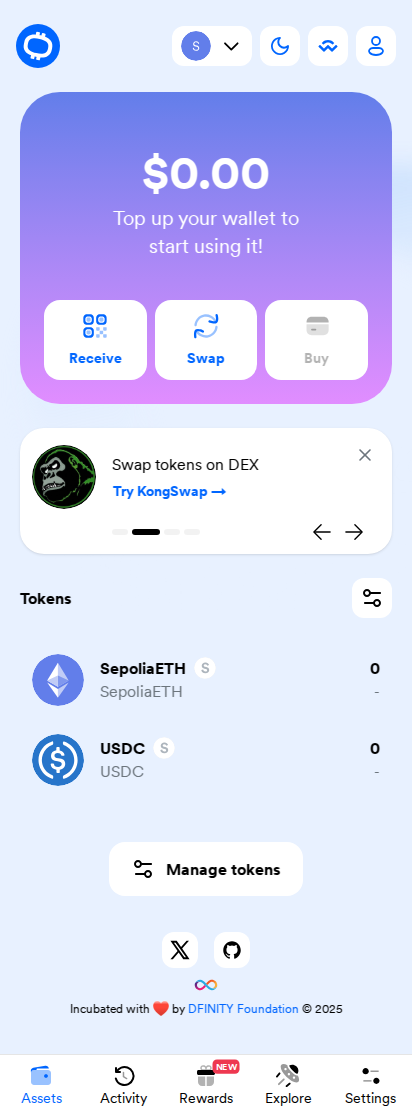 S
$0.00
Top up your wallet to
start using it!
Receive
Swap
Buy
Swap tokens on DEX
Try KongSwap →
Tokens
SepoliaETH S
0
SepoliaETH
-
USDC S
0
USDC
-
Manage tokens
Incubated with ❤️ by DFINITY Foundation © 2025
NEW
Assets
Activity
Rewards
Explore
Settings